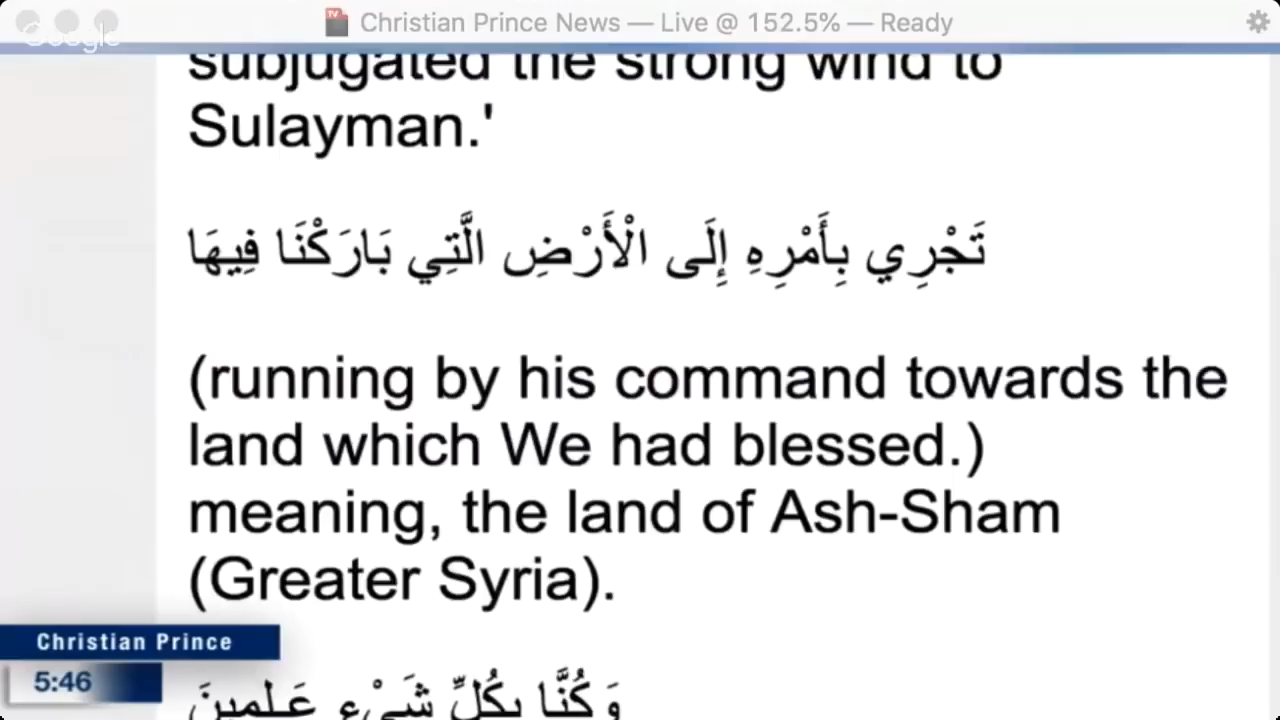 Christian Prince News — Live @ 152.5% — Ready
Google
subjugated the strong wind to
Sulayman.'
تَجْرِي بِأَمْرِهِ إِلَى الْأَرْضِ الَّتِي بَارَكْنَا فِيهَا
(running by his command towards the
land which We had blessed.)
meaning, the land of Ash-Sham
(Greater Syria).
وَكُنَّا بِكُلِّ شَيْءٍ عَـلِمِينَ
Christian Prince
5:46